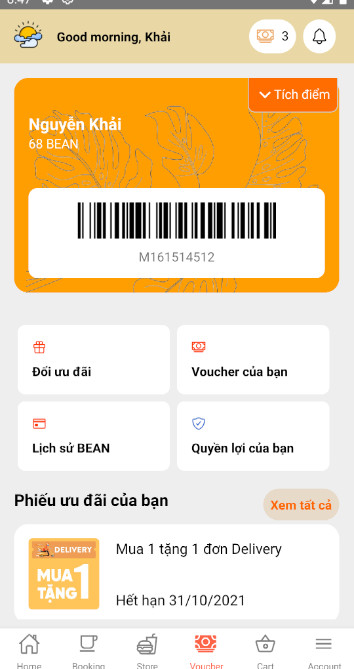 Good morning, Khải
3
Tích điểm
Nguyễn Khải
68 BEAN
M161514512
Đổi ưu đãi
Voucher của bạn
Lịch sử BEAN
Quyền lợi của bạn
Phiếu ưu đãi của bạn
Xem tất cả
DELIVERY
MUA 1
TẶNG
Mua 1 tặng 1 đơn Delivery
Hết hạn 31/10/2021
Home
Booking
Store
Voucher
Cart
Account